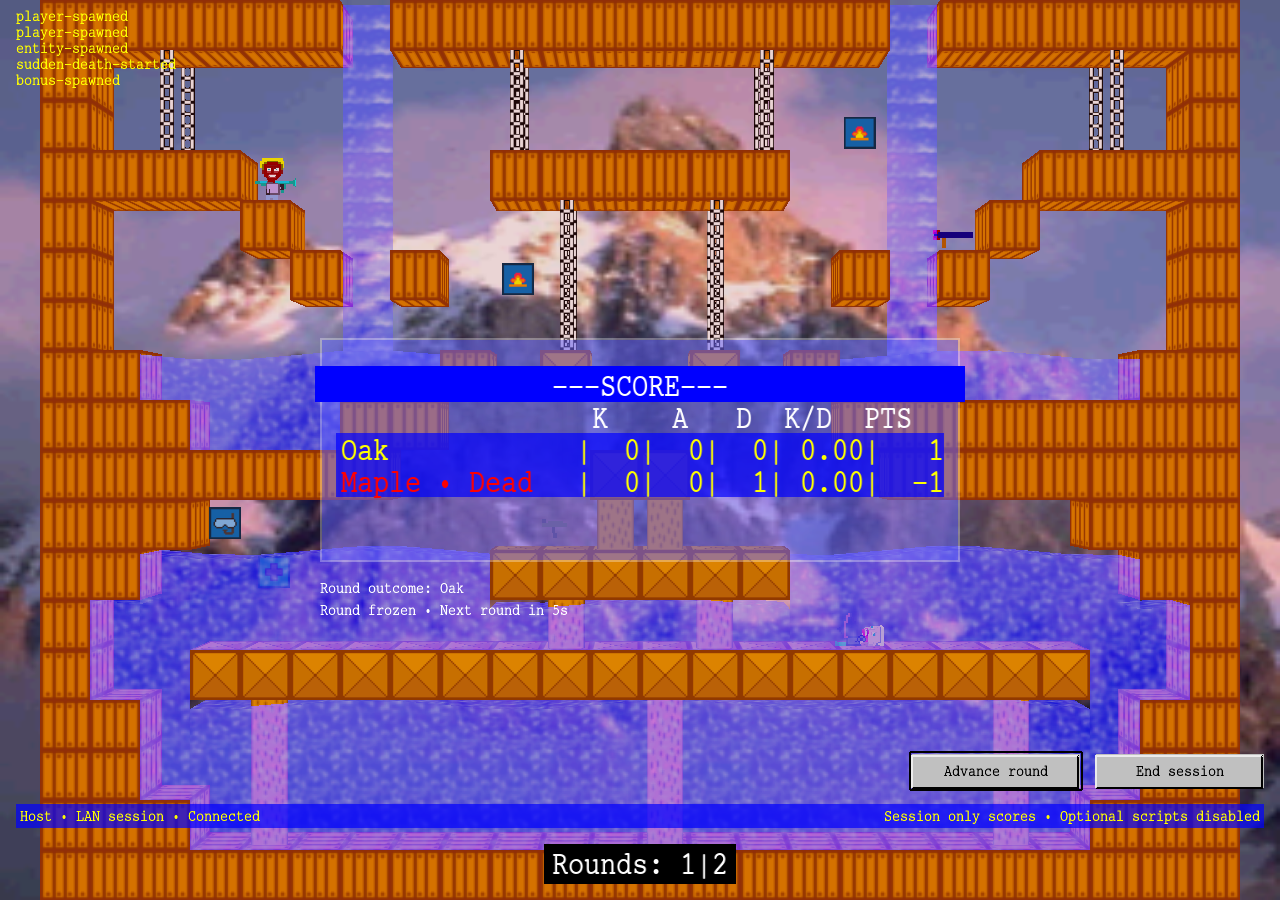 player-spawned
player-spawned
entity-spawned
sudden-death-started
bonus-spawned
---SCORE---
K A D K/D PTS
Oak | 0| 0| 0| 0.00| 1
Maple • Dead | 0| 0| 1| 0.00| -1
Round outcome: Oak
Round frozen • Next round in 5s
Advance round
End session
Host • LAN session • Connected
Session only scores • Optional scripts disabled
Rounds: 1|2